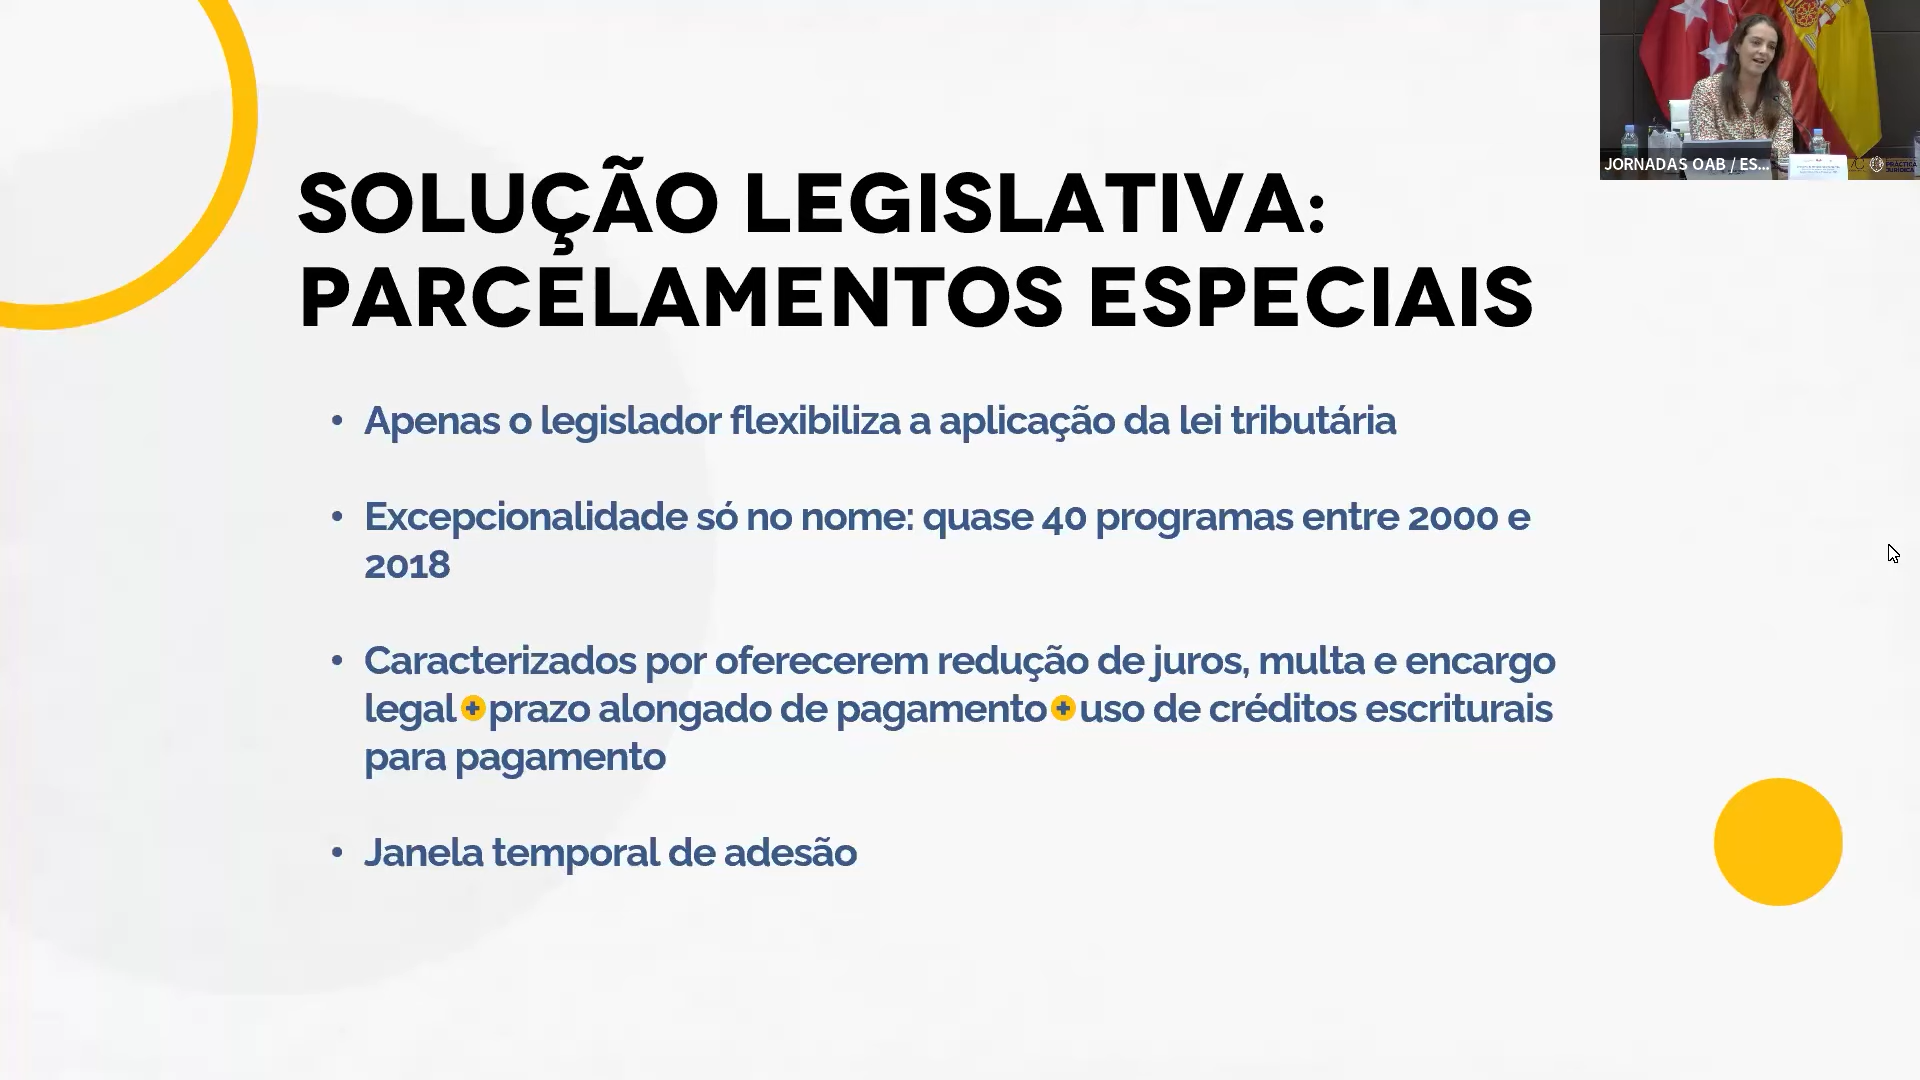 SOLUÇÃO LEGISLATIVA:
PARCELAMENTOS ESPECIAIS
• Apenas o legislador flexibiliza a aplicação da lei tributária
• Excepcionalidade só no nome: quase 40 programas entre 2000 e
2018
• Caracterizados por oferecerem redução de juros, multa e encargo
legal + prazo alongado de pagamento + uso de créditos escriturais
para pagamento
• Janela temporal de adesão
JORNADAS OAB / ES...
PRÁCTICA
JURÍDICA